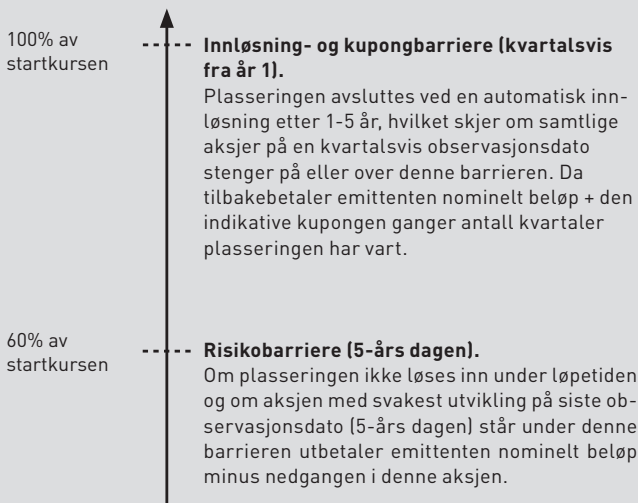 100% av
startkursen
Innløsning- og kupongbarriere (kvartalsvis
fra år 1).
Plasseringen avsluttes ved en automatisk inn-
løsning etter 1-5 år, hvilket skjer om samtlige
aksjer på en kvartalsvis observasjonsdato
stenger på eller over denne barrieren. Da
tilbakebetaler emittenten nominelt beløp + den
indikative kupongen ganger antall kvartaler
plasseringen har vart.
60% av
startkursen
Risikobarriere (5-års dagen).
Om plasseringen ikke løses inn under løpetiden
og om aksjen med svakest utvikling på siste ob-
servasjonsdato (5-års dagen) står under denne
barrieren utbetaler emittenten nominelt beløp
minus nedgangen i denne aksjen.